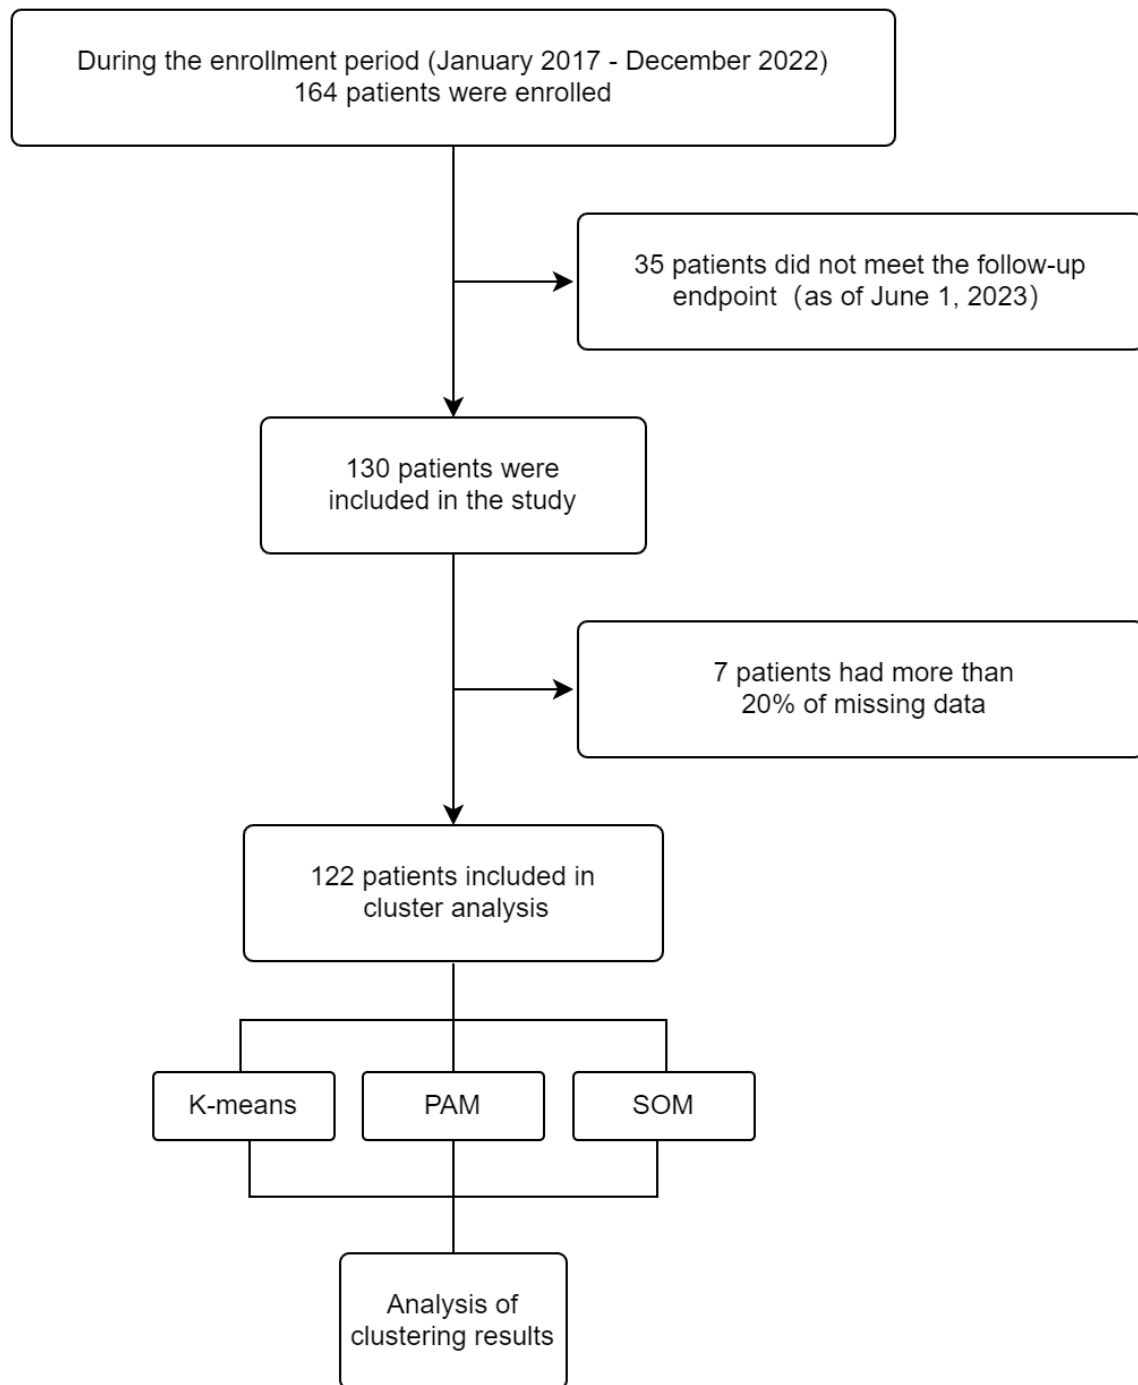 During the enrollment period (January 2017 - December 2022)
164 patients were enrolled
35 patients did not meet the follow-up
endpoint（as of June 1, 2023）
130 patients were
included in the study
7 patients had more than
20% of missing data
122 patients included in
cluster analysis
K-means
PAM
SOM
Analysis of
clustering results